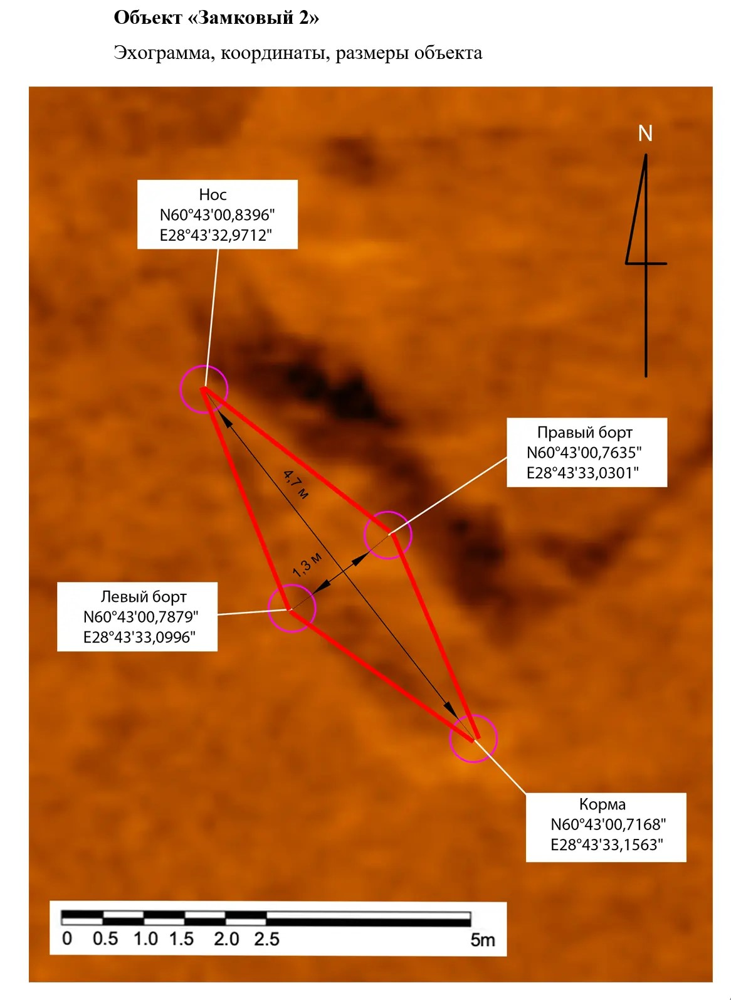 Объект «Замковый 2»
Эхограмма, координаты, размеры объекта
N
Нос
N60°43'00,8396"
E28°43'32,9712"
Правый борт
N60°43'00,7635"
E28°43'33,0301"
4,7 м
1,3 м
Левый борт
N60°43'00,7879"
E28°43'33,0996"
Корма
N60°43'00,7168"
E28°43'33,1563"
0 0.5 1.0 1.5 2.0 2.5 5m